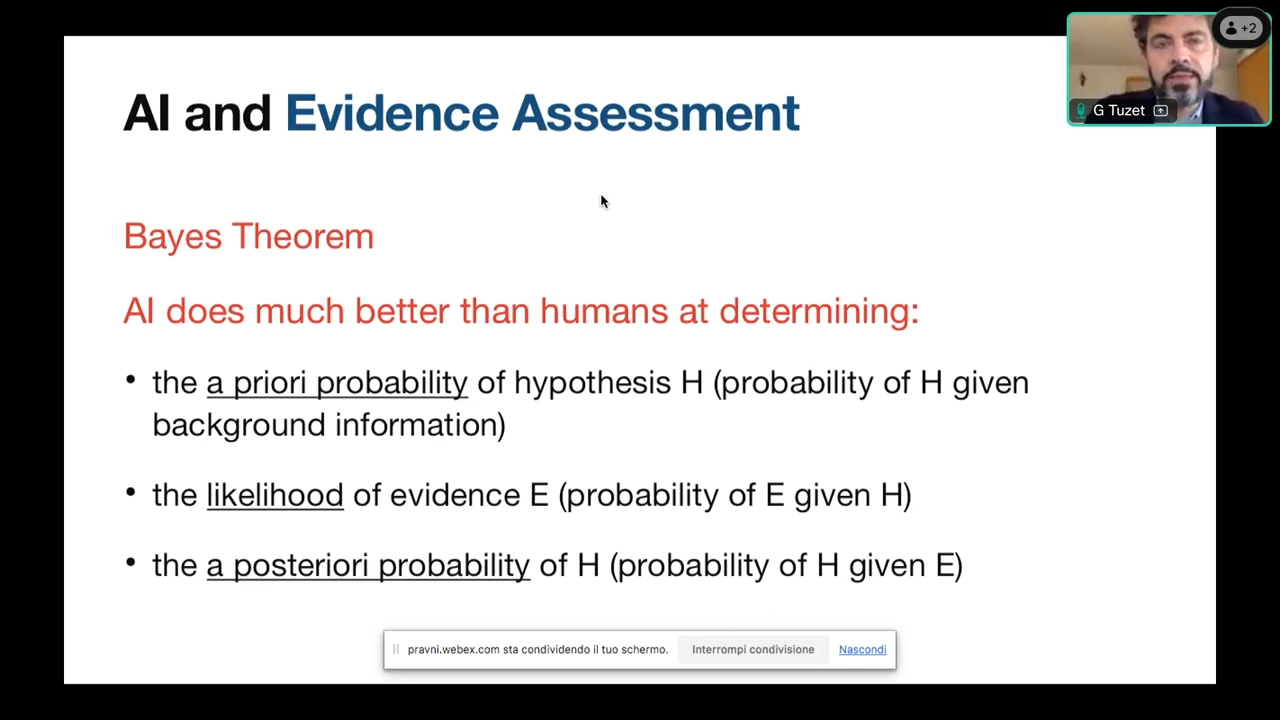 +2
G Tuzet
AI and Evidence Assessment
Bayes Theorem
AI does much better than humans at determining:
• the a priori probability of hypothesis H (probability of H given
background information)
• the likelihood of evidence E (probability of E given H)
• the a posteriori probability of H (probability of H given E)
pravni.webex.com sta condividendo il tuo schermo. Interrompi condivisione Nascondi